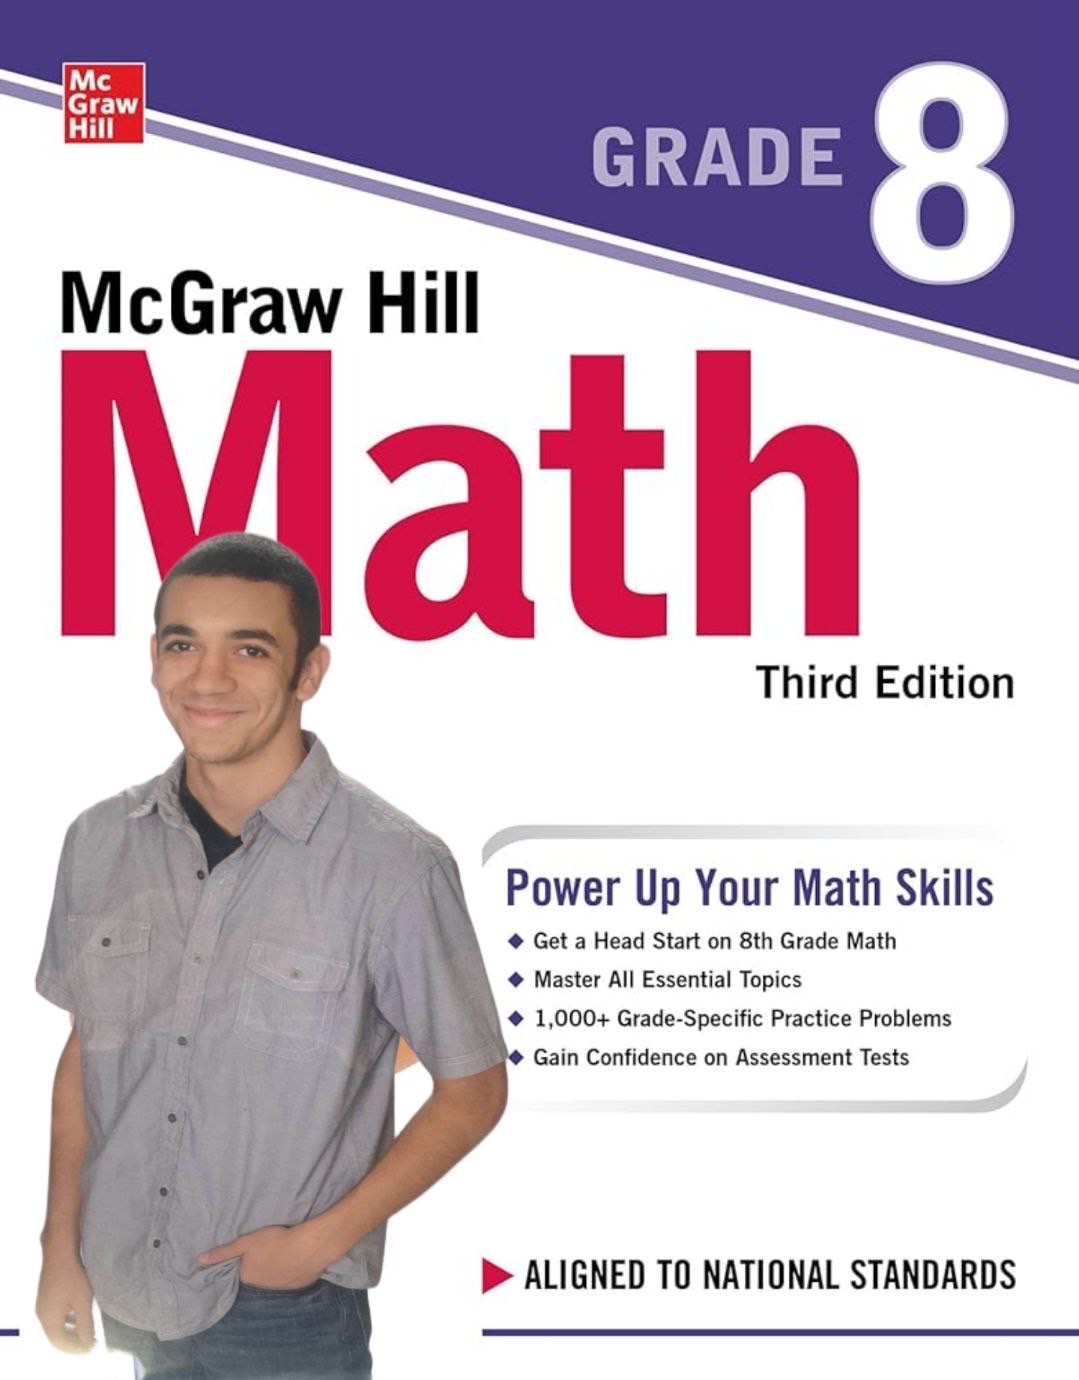 Mc
Graw
Hill
GRADE 8
McGraw Hill
Math
Third Edition
Power Up Your Math Skills
◆ Get a Head Start on 8th Grade Math
◆ Master All Essential Topics
◆ 1,000+ Grade-Specific Practice Problems
◆ Gain Confidence on Assessment Tests
▶ ALIGNED TO NATIONAL STANDARDS